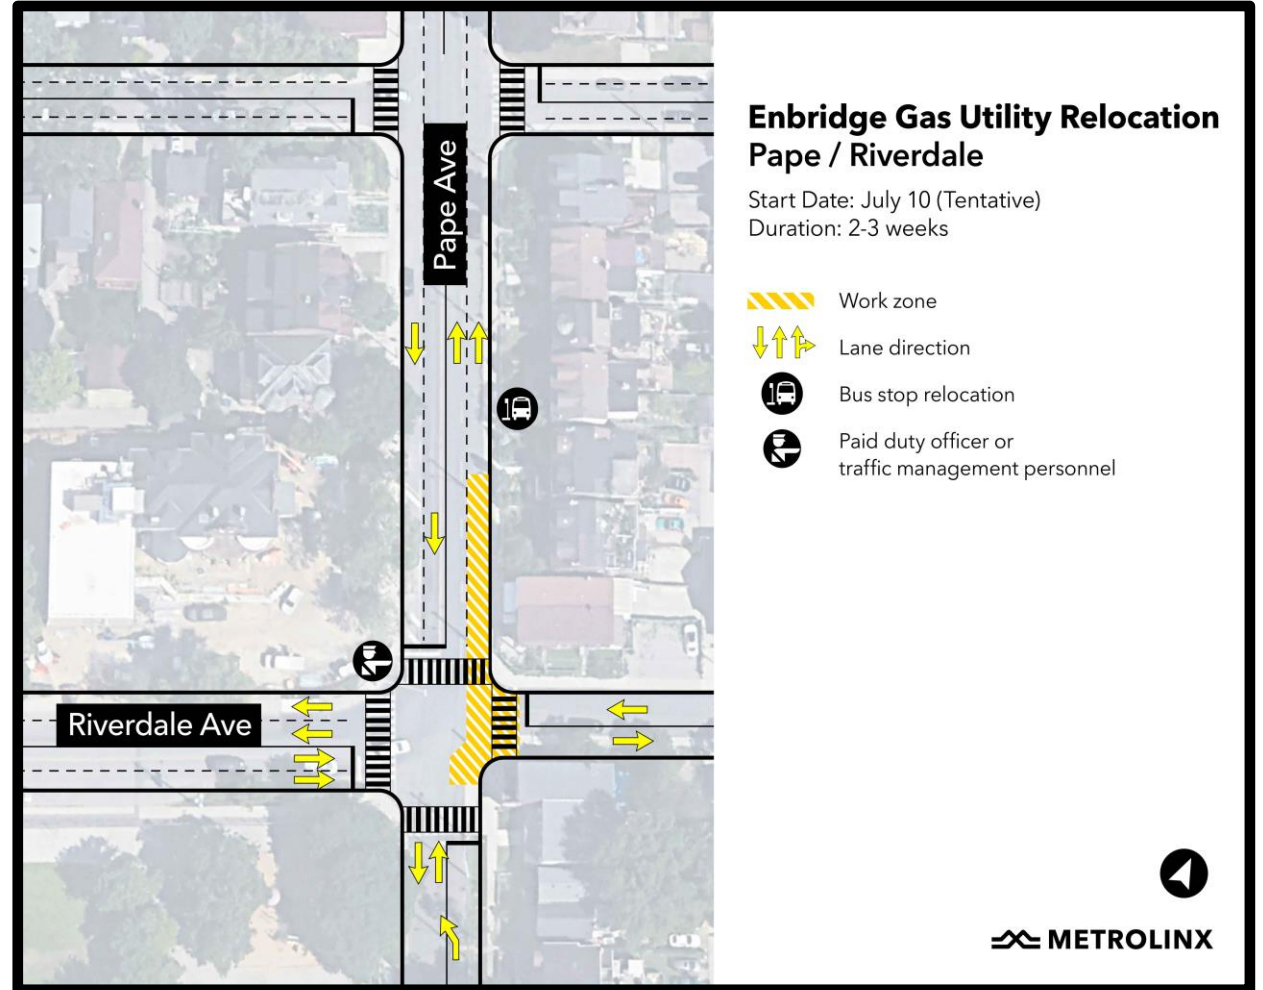 Enbridge Gas Utility Relocation
Pape / Riverdale
Start Date: July 10 (Tentative)
Duration: 2-3 weeks
Work zone
Lane direction
Bus stop relocation
Paid duty officer or
traffic management personnel
Pape Ave
Riverdale Ave
METROLINX